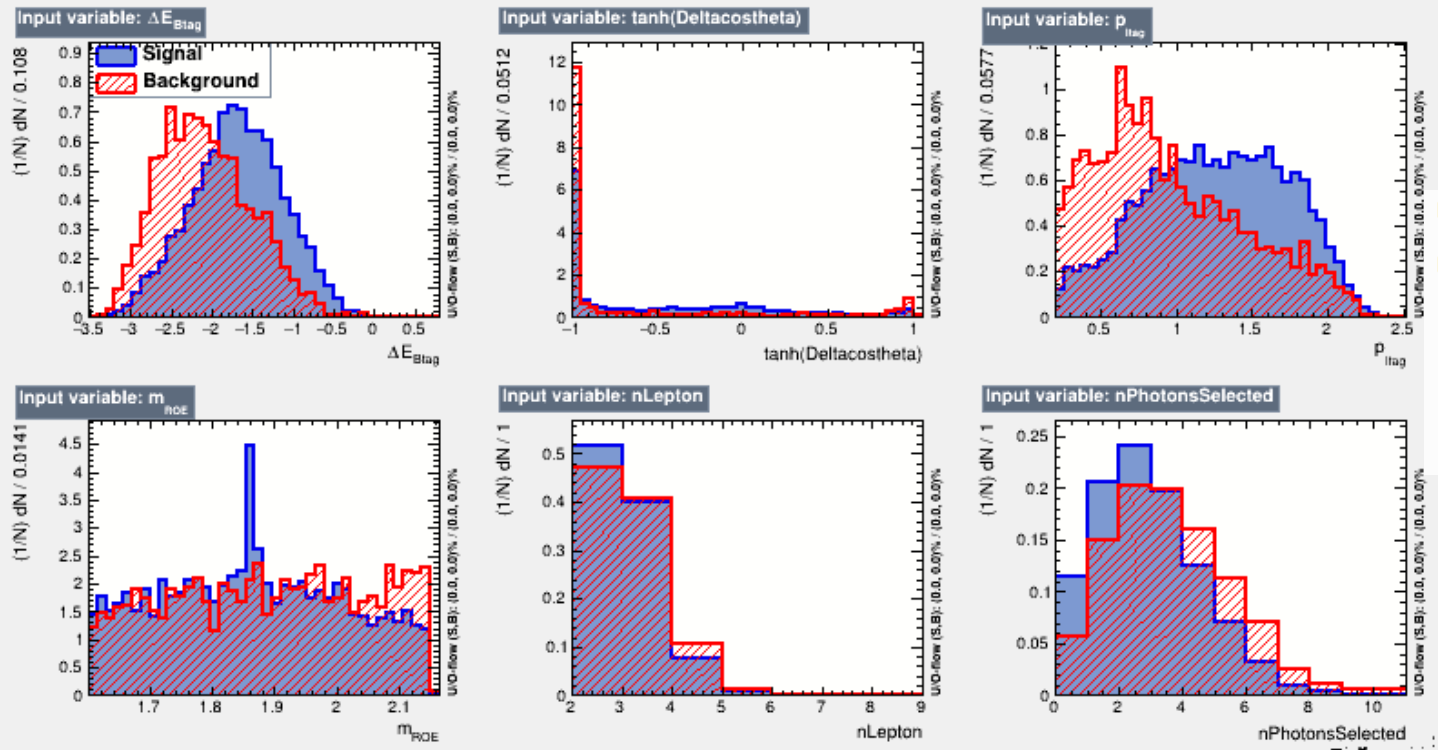 Input variable: ΔE_Btag
(1/N) dN / 0.108
0.9
0.8
0.7
0.6
0.5
0.4
0.3
0.2
0.1
0
Signal
Background
−3.5 −3 −2.5 −2 −1.5 −1 −0.5 0 0.5
ΔE_Btag
U/O-flow (S,B): (0.0, 0.0)% / (0.0, 0.0)%
Input variable: tanh(Deltacostheta)
(1/N) dN / 0.0512
12
10
8
6
4
2
0
−1 −0.5 0 0.5 1
tanh(Deltacostheta)
U/O-flow (S,B): (0.0, 0.0)% / (0.0, 0.0)%
Input variable: p_ltag
(1/N) dN / 0.0577
1.2
1
0.8
0.6
0.4
0.2
0
0.5 1 1.5 2 2.5
p_ltag
U/O-flow (S,B): (0.0, 0.0)% / (0.0, 0.0)%
Input variable: m_ROE
(1/N) dN / 0.0141
4.5
4
3.5
3
2.5
2
1.5
1
0.5
0
1.7 1.8 1.9 2 2.1
m_ROE
U/O-flow (S,B): (0.0, 0.0)% / (0.0, 0.0)%
Input variable: nLepton
(1/N) dN / 1
0.5
0.4
0.3
0.2
0.1
0
2 3 4 5 6 7 8 9
nLepton
U/O-flow (S,B): (0.0, 0.0)% / (0.0, 0.0)%
Input variable: nPhotonsSelected
(1/N) dN / 1
0.25
0.2
0.15
0.1
0.05
0
0 2 4 6 8 10
nPhotonsSelected
U/O-flow (S,B): (0.0, 0.0)% / (0.0, 0.0)%